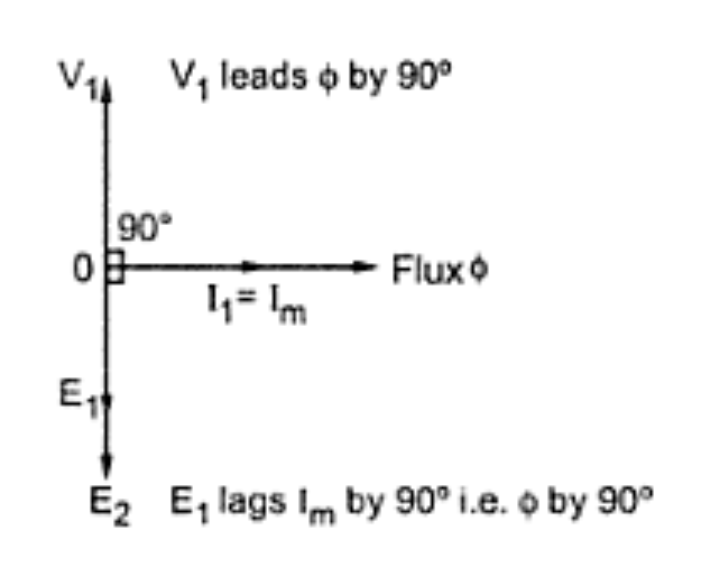 V₁ V₁ leads ϕ by 90°
90°
0 Flux ϕ
I₁ = Iₘ
E₁
E₂ E₁ lags Iₘ by 90° i.e. ϕ by 90°